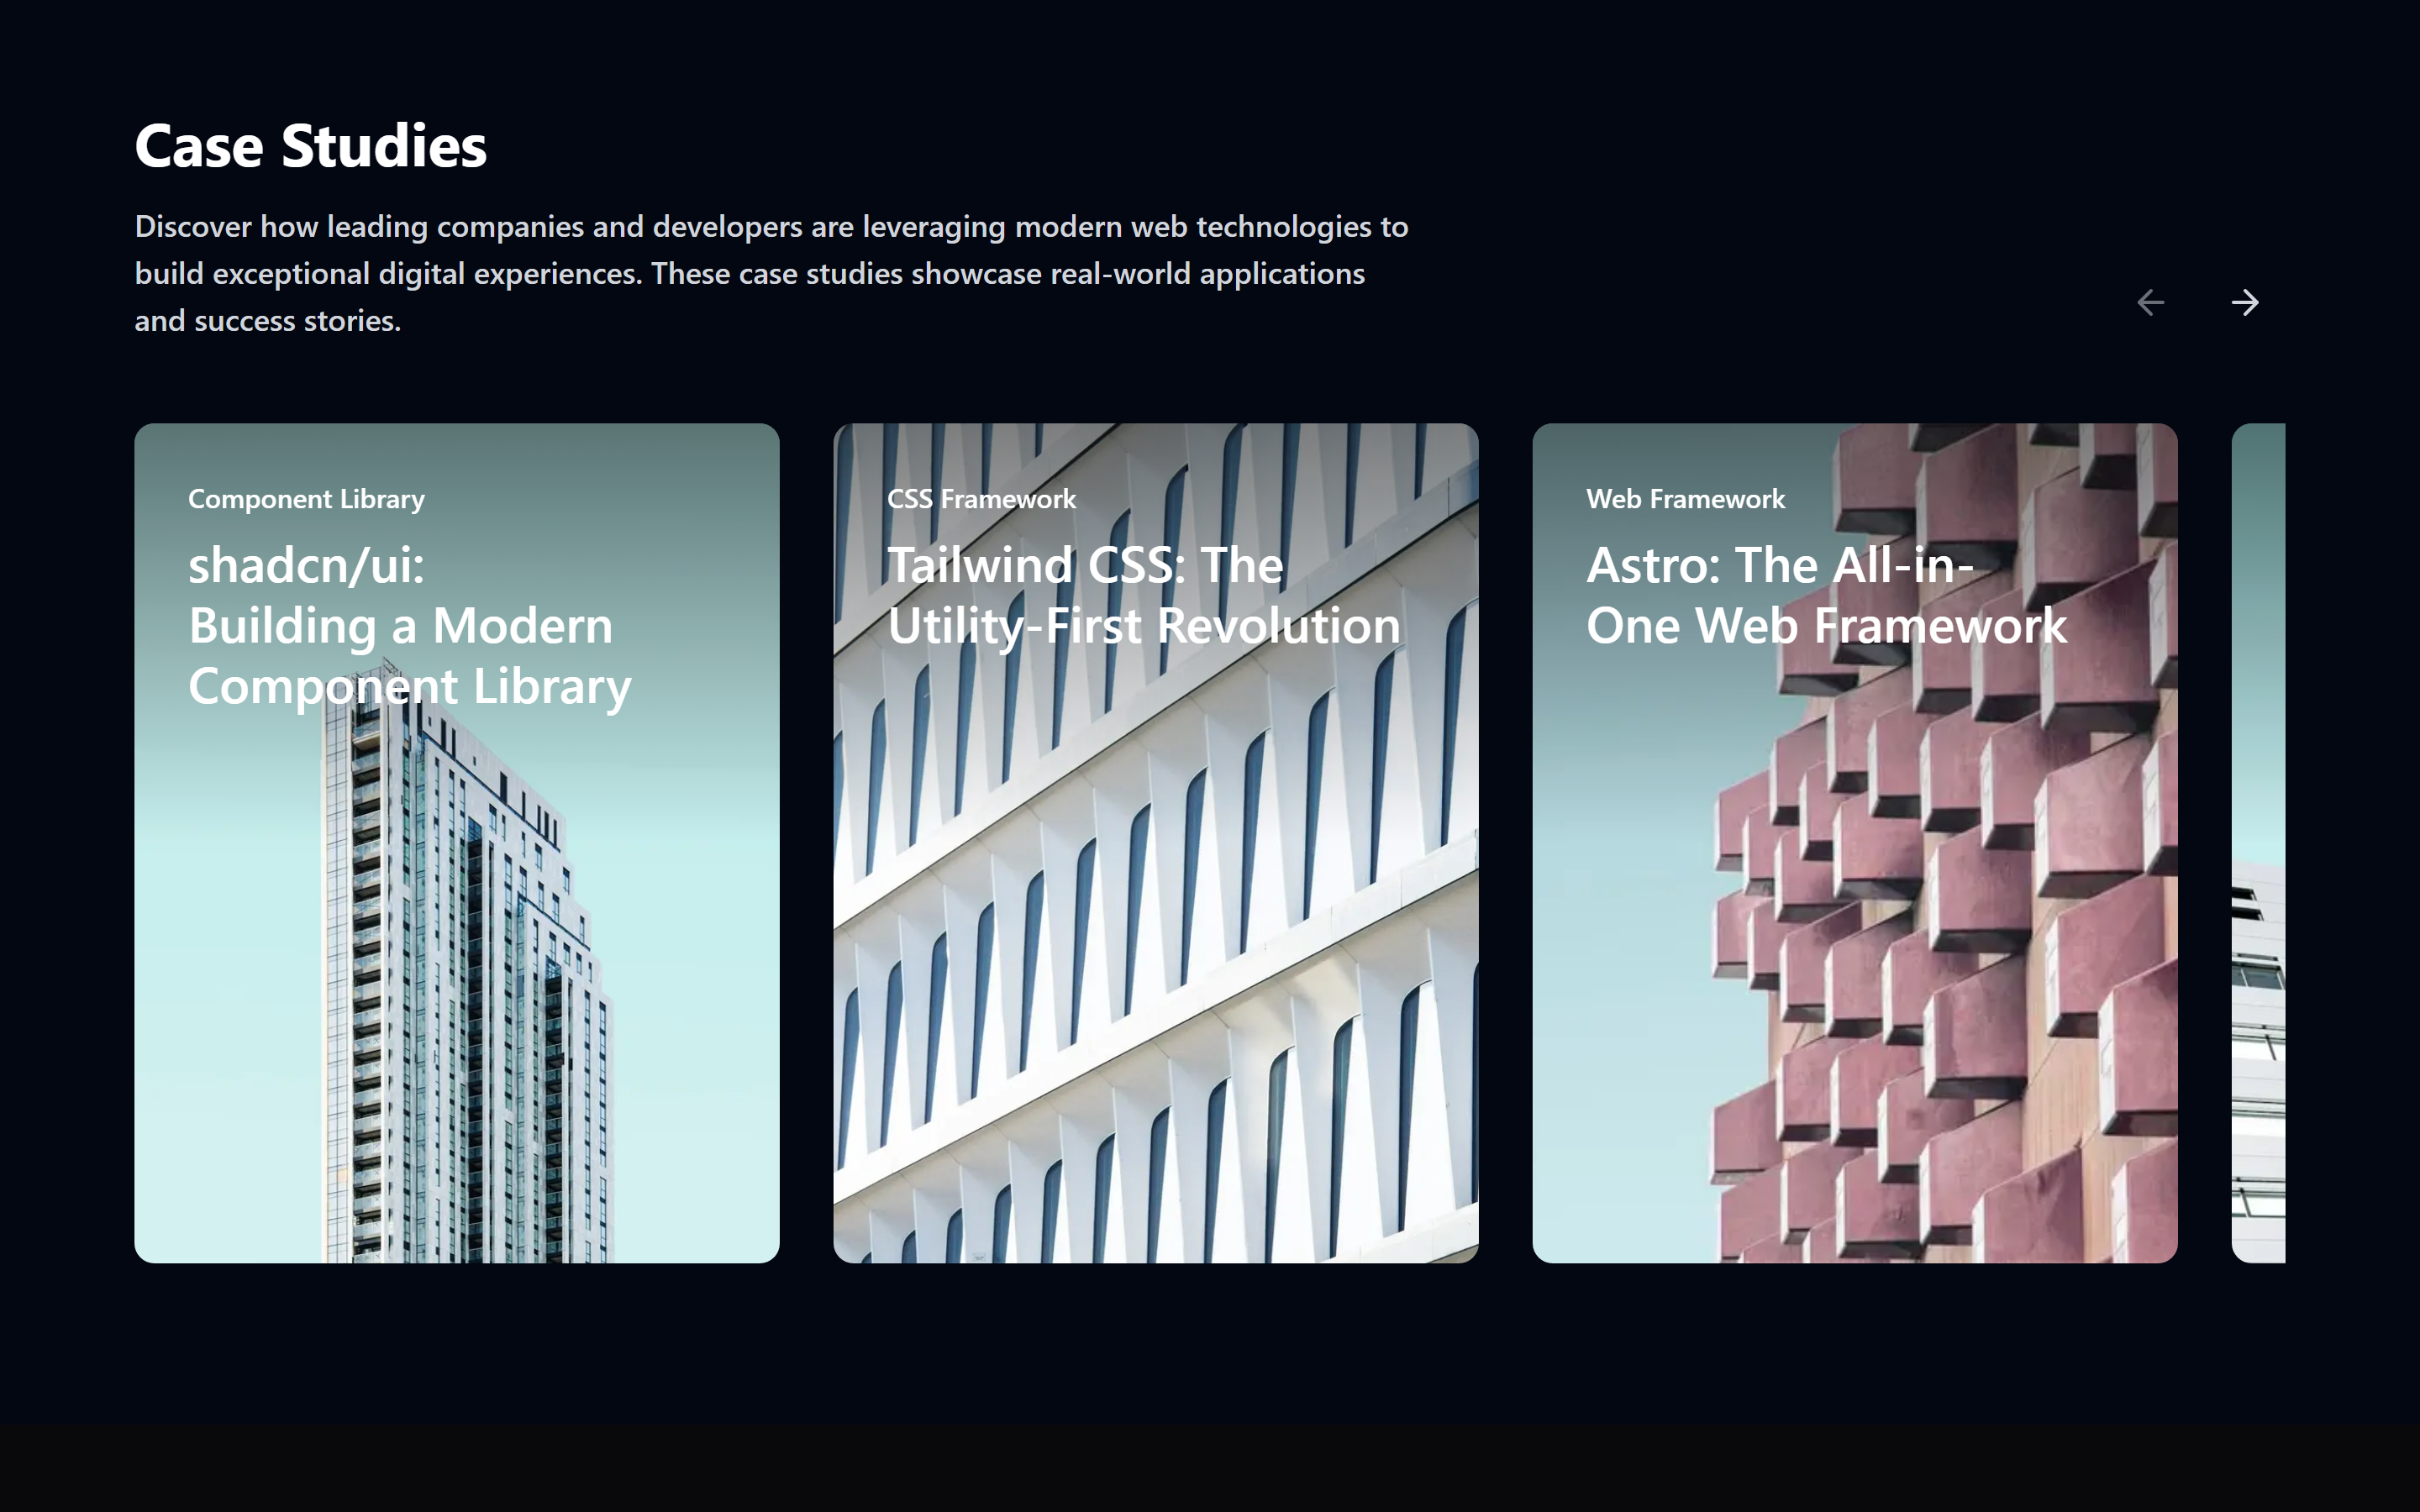 Case Studies
Discover how leading companies and developers are leveraging modern web technologies to
build exceptional digital experiences. These case studies showcase real-world applications
and success stories.
Component Library
shadcn/ui:
Building a Modern
Component Library
CSS Framework
Tailwind CSS: The
Utility-First Revolution
Web Framework
Astro: The All-in-
One Web Framework